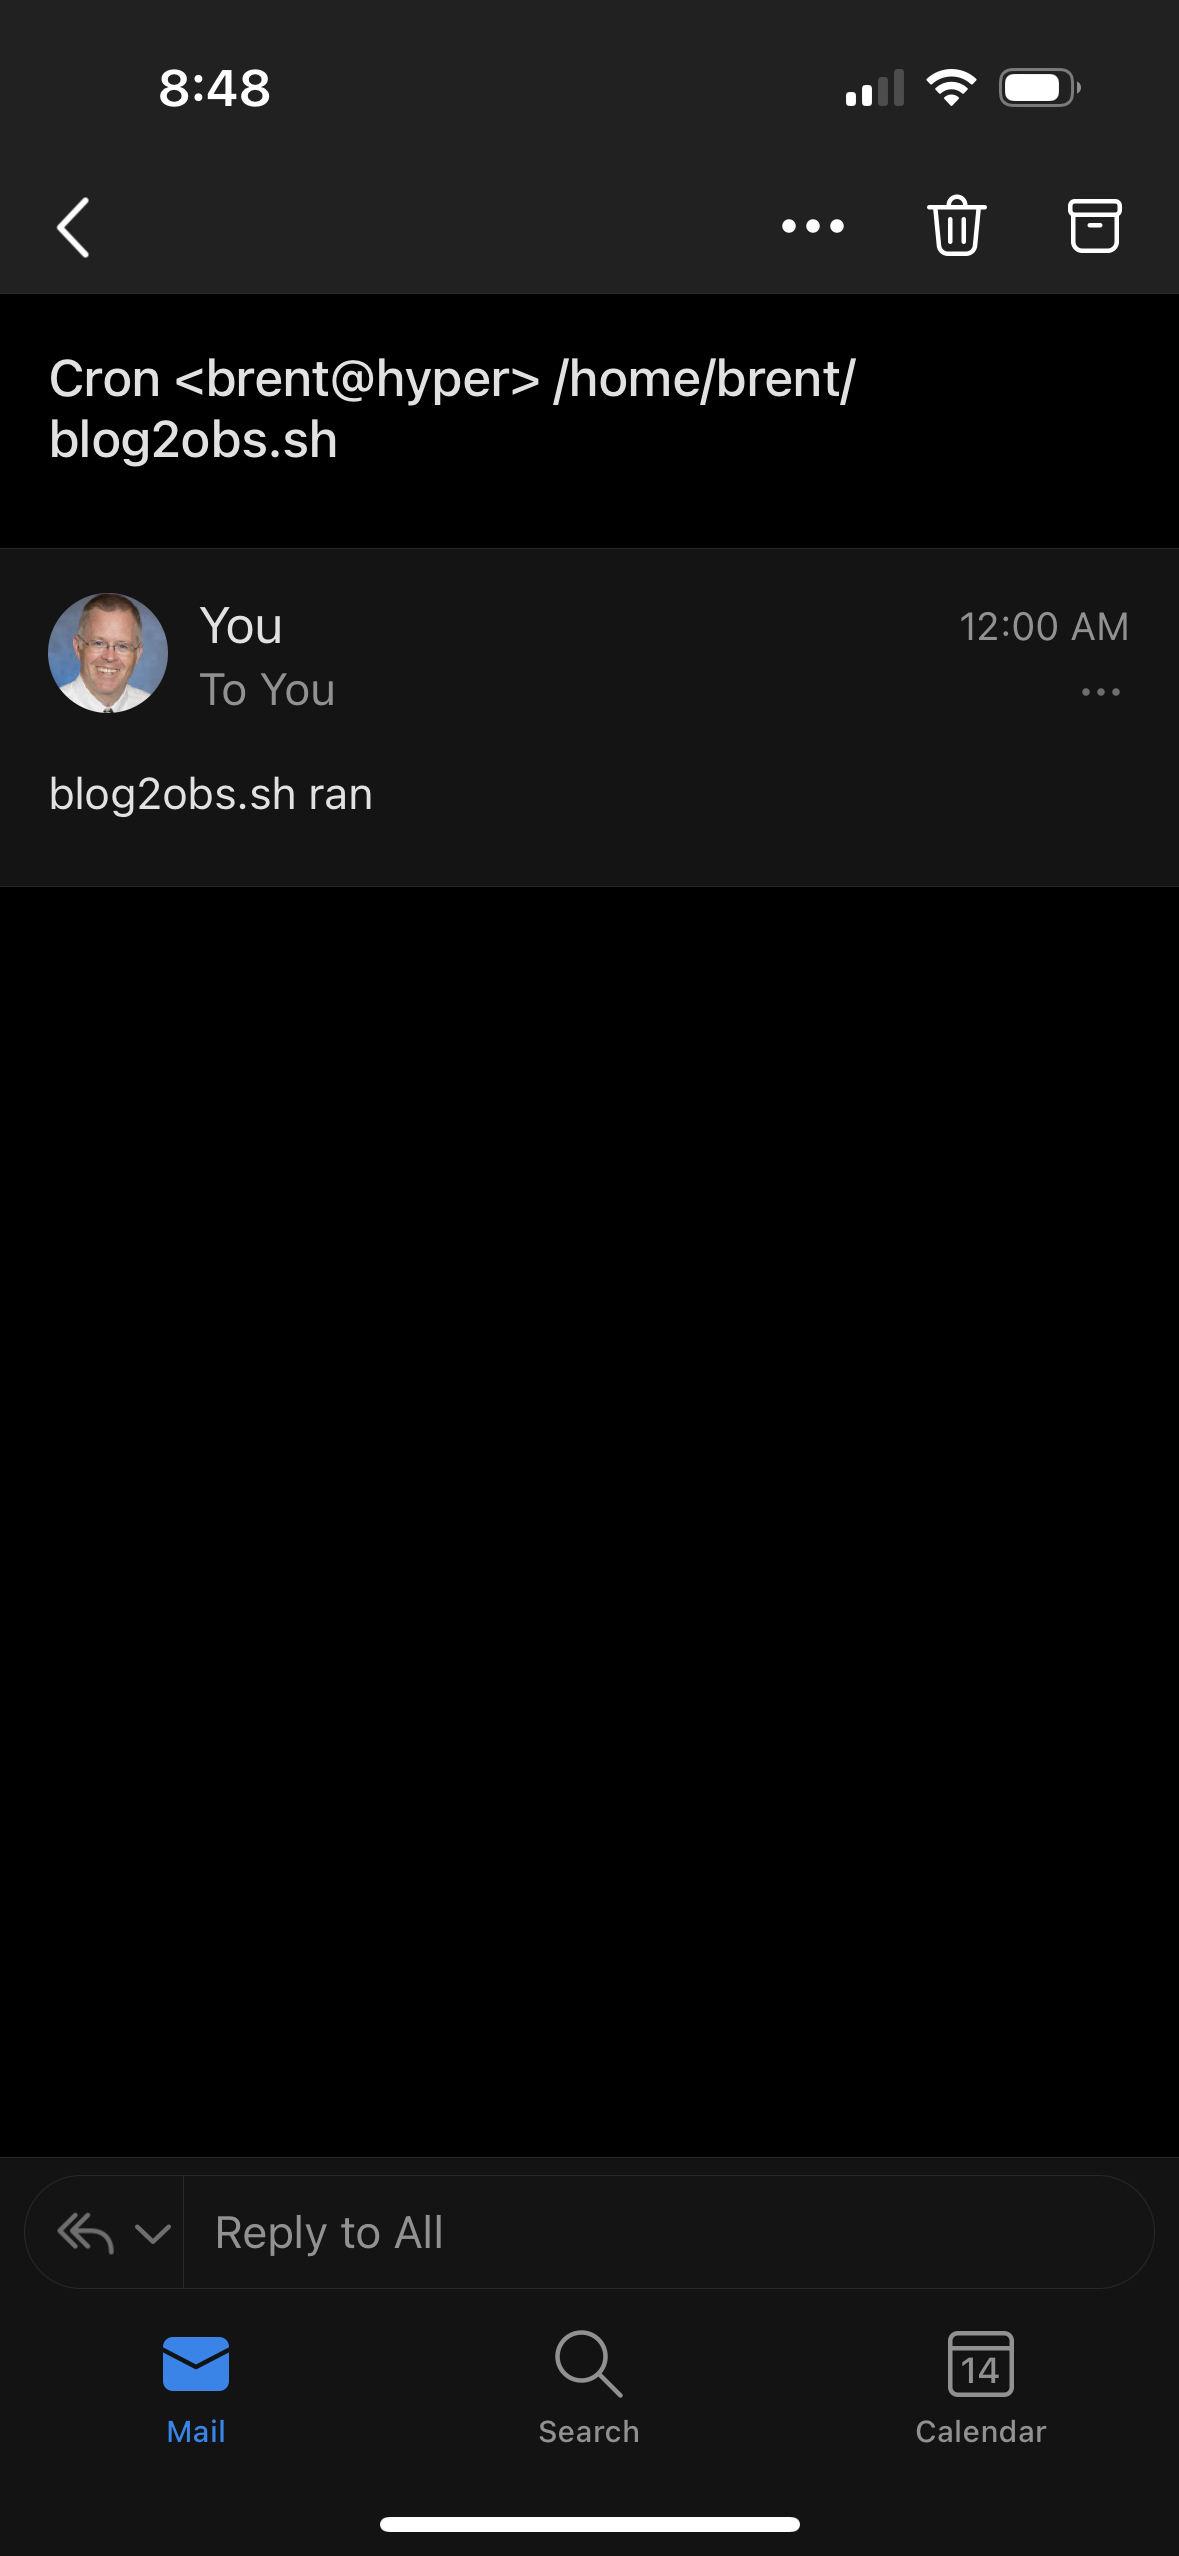 8:48
Cron <brent@hyper> /home/brent/
blog2obs.sh
You
12:00 AM
To You
blog2obs.sh ran
Reply to All
14
Mail
Search
Calendar